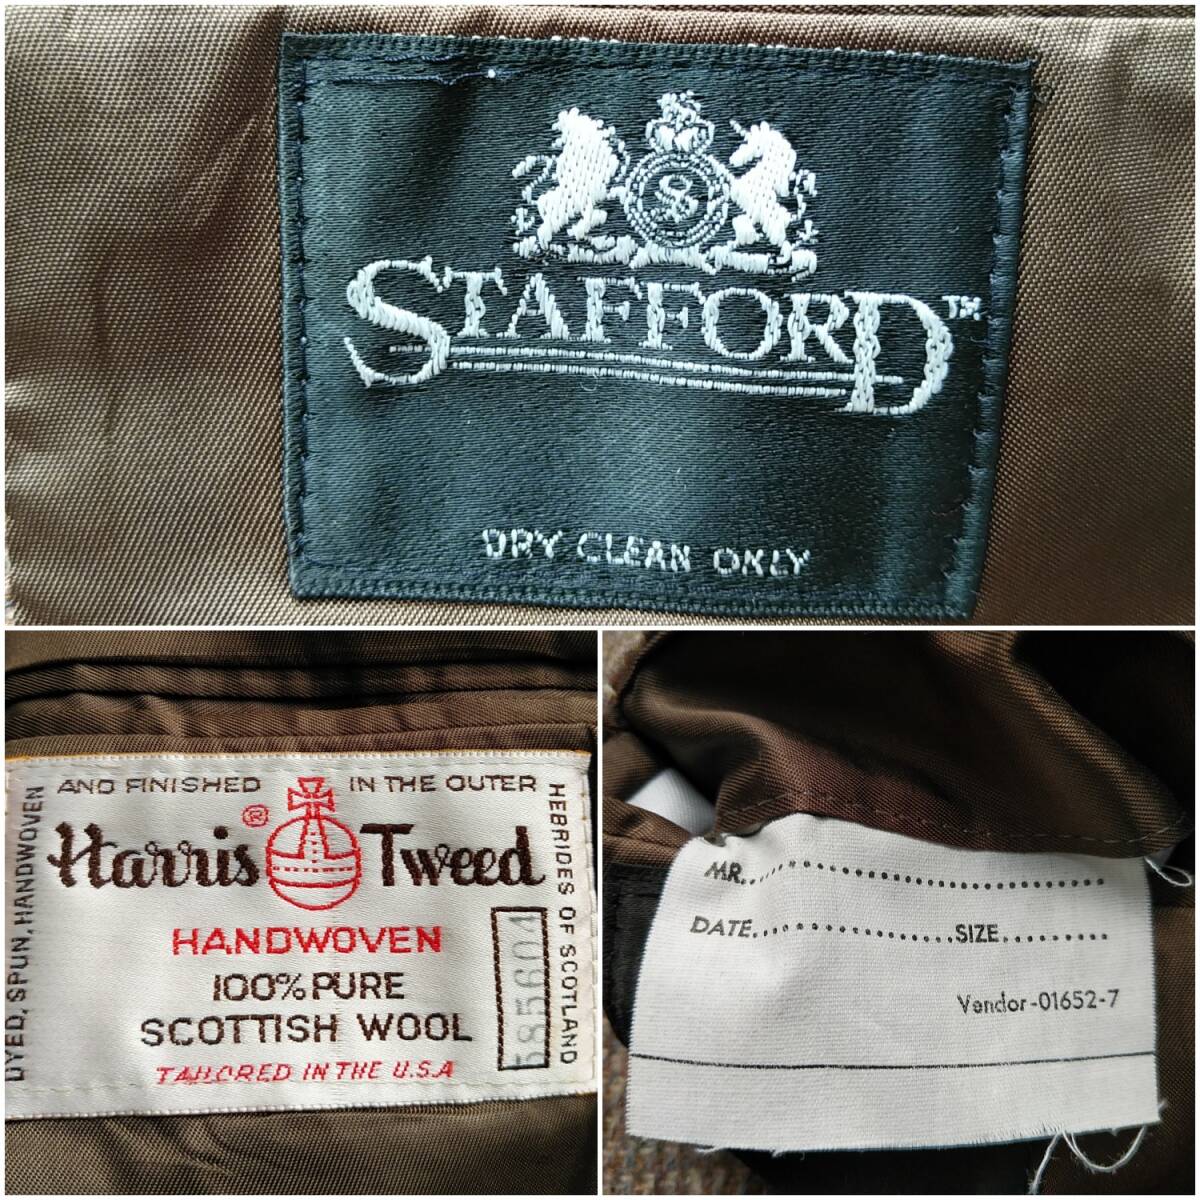 S
STAFFORD™
DRY CLEAN ONLY
DYED, SPUN, HANDWOVEN
AND FINISHED IN THE OUTER
HEBRIDES OF SCOTLAND
Harris® Tweed
HANDWOVEN
100% PURE
SCOTTISH WOOL
TAILORED IN THE U.S.A
585604
MR..............................
DATE....................SIZE.........
Vendor-01652-7